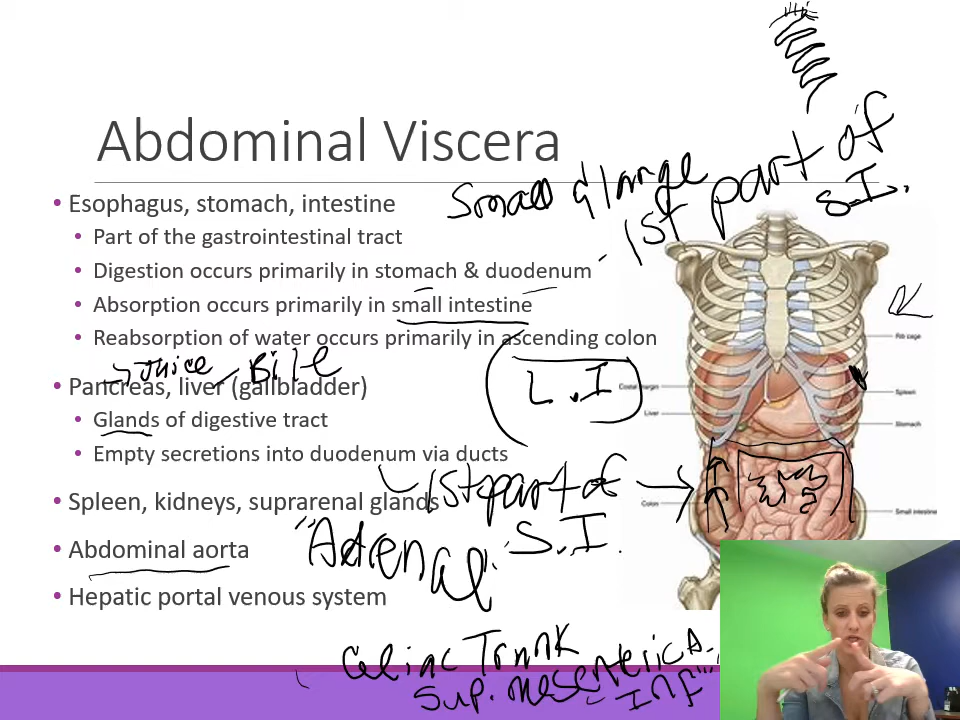 Abdominal Viscera
Small & large
1st part of
S.I.
• Esophagus, stomach, intestine
• Part of the gastrointestinal tract
• Digestion occurs primarily in stomach & duodenum
• Absorption occurs primarily in small intestine
• Reabsorption of water occurs primarily in ascending colon
L.I
→ Juice Bile
• Pancreas, liver (gallbladder)
• Glands of digestive tract
• Empty secretions into duodenum via ducts
1st part of
S.I.
• Spleen, kidneys, suprarenal glands
"Adrenal"
• Abdominal aorta
• Hepatic portal venous system
Celiac Trunk
Sup. Mesenteric A.
Inf " "
Rib cage
Costal margin
Spleen
Liver
Stomach
Colon
Small intestine